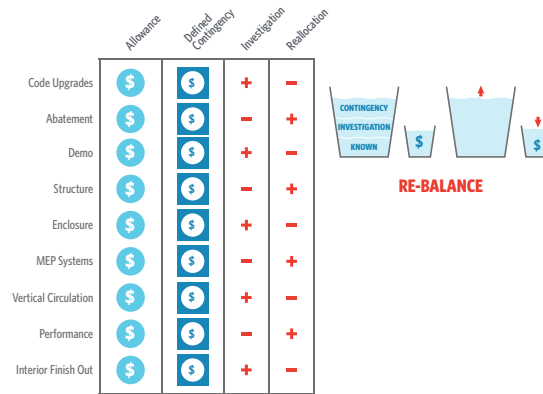 Allowance
Defined
Contingency
Investigation
Reallocation
Code Upgrades $ $ + −
Abatement $ $ − +
Demo $ $ + −
Structure $ $ − +
Enclosure $ $ + −
MEP Systems $ $ − +
Vertical Circulation $ $ + −
Performance $ $ − +
Interior Finish Out $ $ + −
CONTINGENCY
INVESTIGATION
KNOWN
$
$
RE-BALANCE